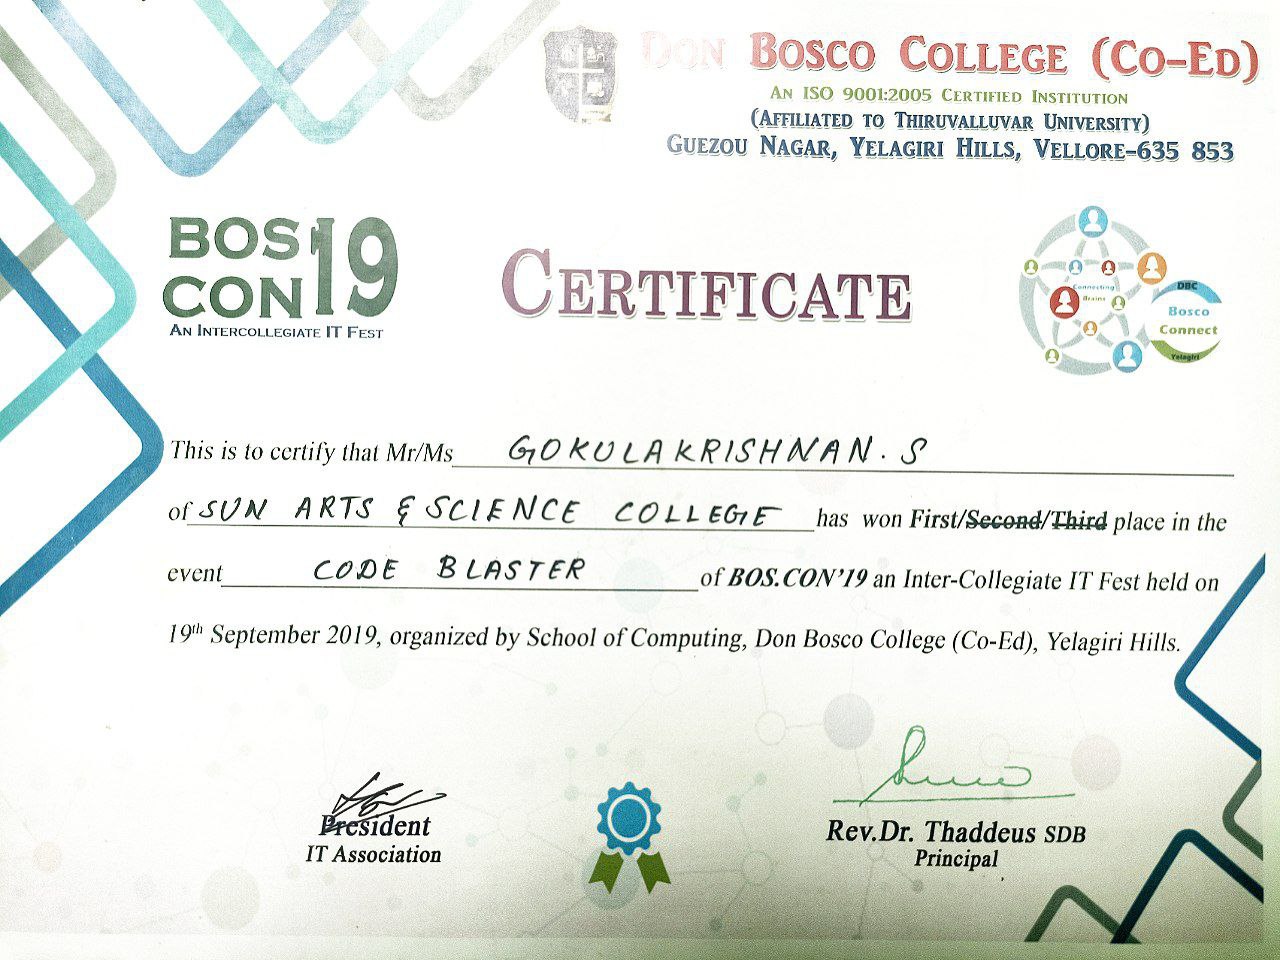 DON BOSCO COLLEGE (CO-ED)
AN ISO 9001:2005 CERTIFIED INSTITUTION
(AFFILIATED TO THIRUVALLUVAR UNIVERSITY)
GUEZOU NAGAR, YELAGIRI HILLS, VELLORE-635 853
BOS
CON'19
AN INTERCOLLEGIATE IT FEST
CERTIFICATE
Connecting
Brains
DBC
Bosco
Connect
Yelagiri
This is to certify that Mr/Ms GOKULAKRISHNAN. S
of SUN ARTS & SCIENCE COLLEGE has won First/Second/Third place in the
event CODE BLASTER of BOS.CON'19 an Inter-Collegiate IT Fest held on
19th September 2019, organized by School of Computing, Don Bosco College (Co-Ed), Yelagiri Hills.
President
IT Association
Rev.Dr. Thaddeus SDB
Principal